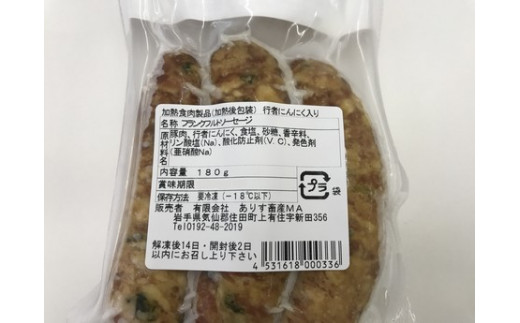 加熱食肉製品(加熱後包装) 行者にんにく入り
名称 フランクフルトソーセージ
原材料 豚肉、行者にんにく、食塩、砂糖、香辛料、
リン酸塩(Na)、酸化防止剤(V.C)、発色剤
(亜硝酸Na)
内容量 180g
賞味期限
保存方法 要冷凍(-18℃以下)
プラ 袋
販売者 有限会社 ありす畜産MA
岩手県気仙郡住田町上有住字新田356
Tel0192-48-2019
解凍後14日・開封後2日
以内にお召し上り下さい
4 531618 000336